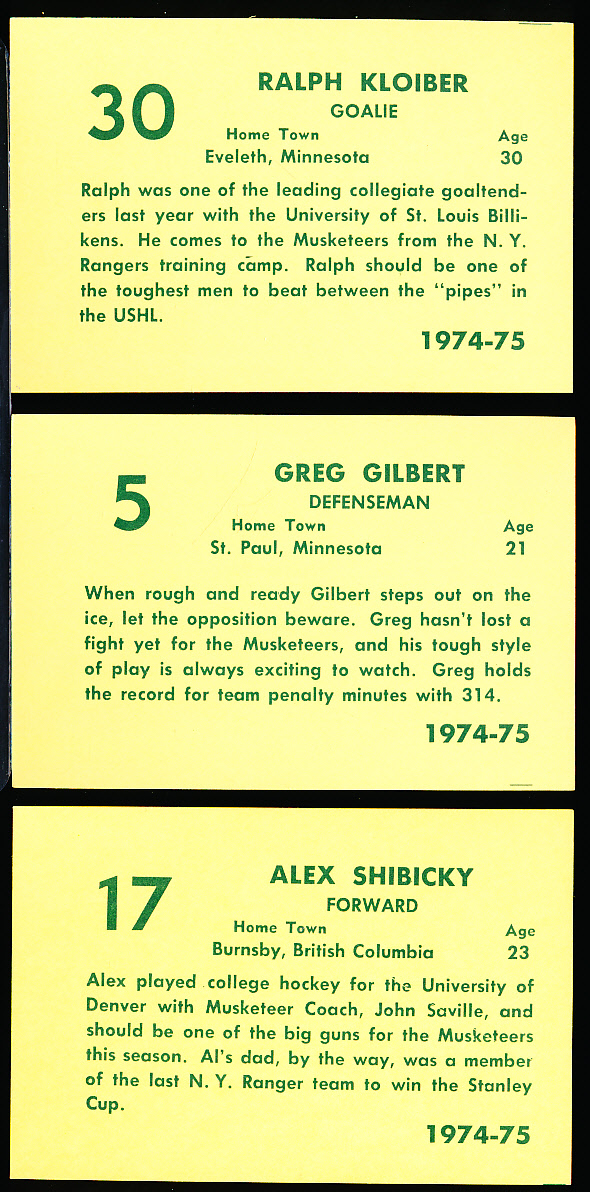 30
RALPH KLOIBER
GOALIE
Home Town Age
Eveleth, Minnesota 30
Ralph was one of the leading collegiate goaltend-
ers last year with the University of St. Louis Billi-
kens. He comes to the Musketeers from the N. Y.
Rangers training camp. Ralph should be one of
the toughest men to beat between the "pipes" in
the USHL.
1974-75
5
GREG GILBERT
DEFENSEMAN
Home Town Age
St. Paul, Minnesota 21
When rough and ready Gilbert steps out on the
ice, let the opposition beware. Greg hasn't lost a
fight yet for the Musketeers, and his tough style
of play is always exciting to watch. Greg holds
the record for team penalty minutes with 314.
1974-75
17
ALEX SHIBICKY
FORWARD
Home Town Age
Burnsby, British Columbia 23
Alex played college hockey for the University of
Denver with Musketeer Coach, John Saville, and
should be one of the big guns for the Musketeers
this season. Al's dad, by the way, was a member
of the last N. Y. Ranger team to win the Stanley
Cup.
1974-75